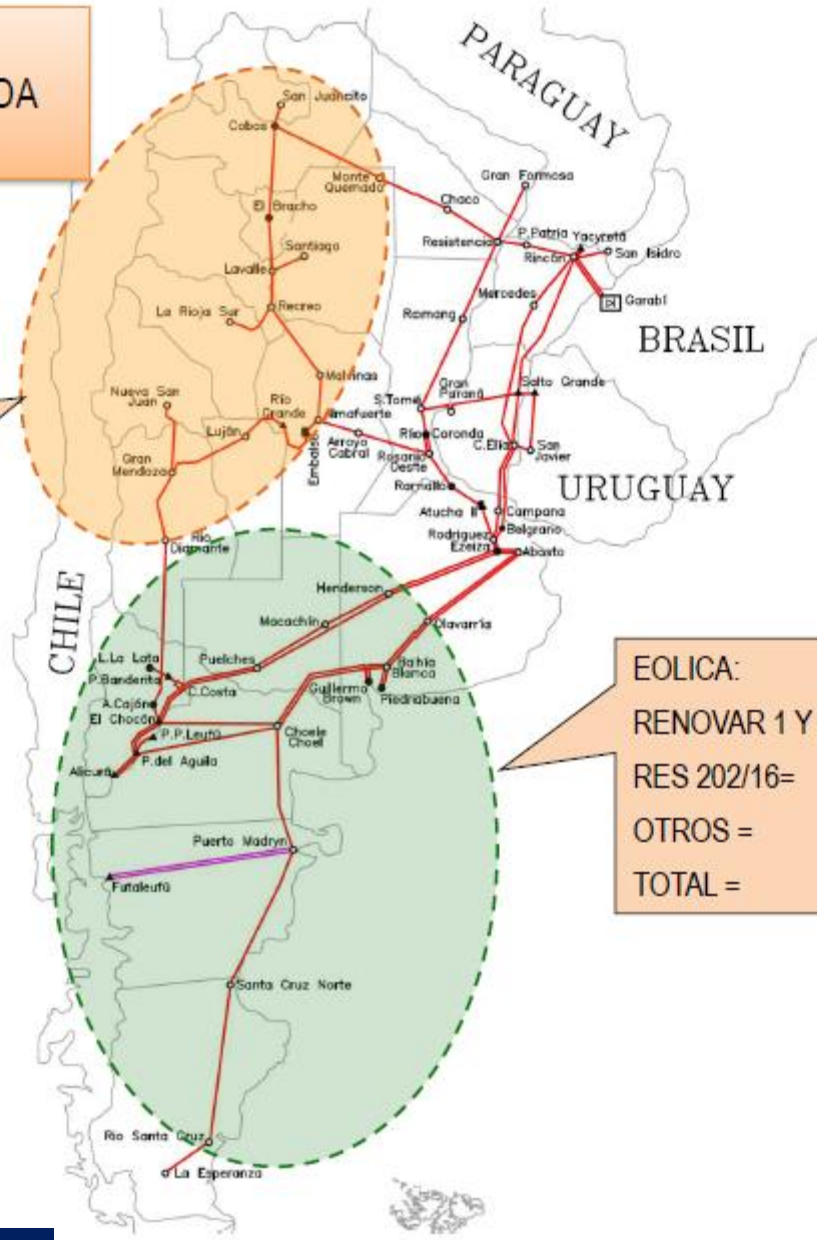 DA
PARAGUAY
San Juancito
Cobos
Monte
Quemado
Gran Formosa
Chaco
El Bracho
Resistencia
P.Patria
Yacyretá
Rincón
San Isidro
Santiago
Lavalle
Garabí
La Rioja Sur
Recreo
Mercedes
Romang
BRASIL
Malvinas
Nueva San
Juan
Río
Grande
Gran
Paraná
Salto Grande
S.Tomé
Almafuerte
Luján
Embalse
Arroyo
Cabral
Río
Coronda
Rosario
Oeste
C.Elía
San
Javier
Gran
Mendoza
Ramallo
URUGUAY
Atucha II
Campana
Belgrano
Rodriguez
Ezeiza
Abasto
Río
Diamante
CHILE
Henderson
Macachín
Olavarría
L.La Lata
Puelches
P.Banderita
C.Costa
Bahía
Blanca
Guillermo
Brown
Piedrabuena
A.Cajón
El Chocón
P.P.Leufú
Choele
Choel
Alicurá
P.del Aguila
EOLICA:
RENOVAR 1 Y
RES 202/16=
OTROS =
TOTAL =
Puerto Madryn
Futaleufú
Santa Cruz Norte
Rio Santa Cruz
La Esperanza